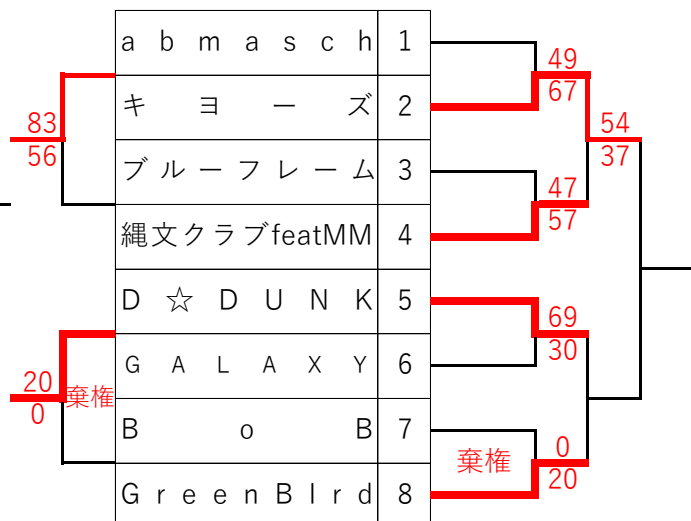 abmasch 1
キヨーズ 2
ブルーフレーム 3
縄文クラブfeatMM 4
D☆DUNK 5
GALAXY 6
BoB 7
GreenBIrd 8
83
56
20
0
棄権
49
67
54
37
47
57
69
30
棄権
0
20